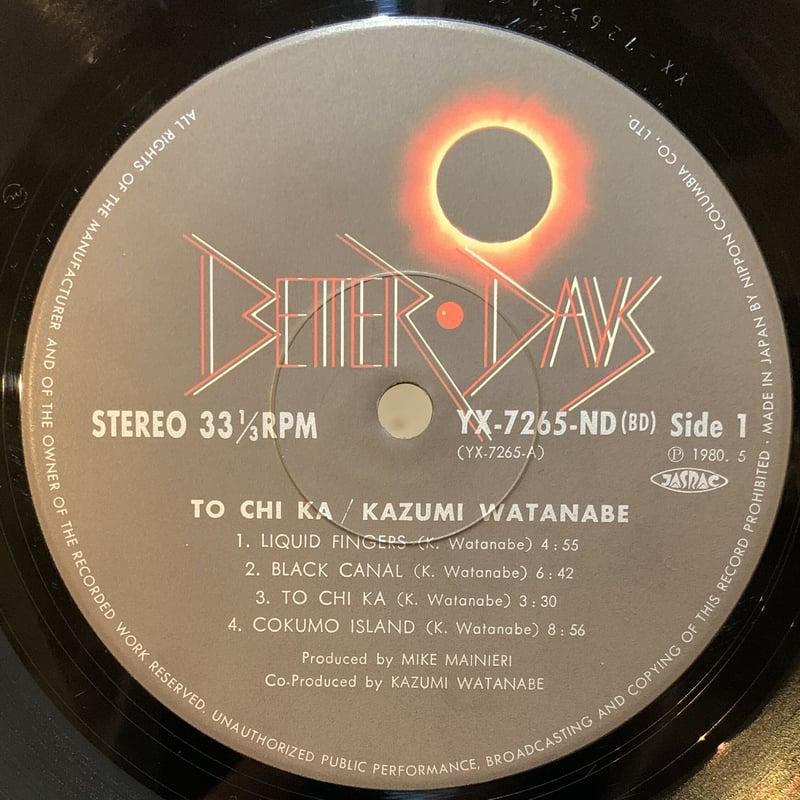 YX-7265-A
BETTER • DAYS
STEREO 33⅓RPM
YX-7265-ND(BD) Side 1
(YX-7265-A)
Ⓟ 1980. 5
JASRAC
TO CHI KA / KAZUMI WATANABE
1. LIQUID FINGERS (K. Watanabe) 4:55
2. BLACK CANAL (K. Watanabe) 6:42
3. TO CHI KA (K. Watanabe) 3:30
4. COKUMO ISLAND (K. Watanabe) 8:56
Produced by MIKE MAINIERI
Co-Produced by KAZUMI WATANABE
ALL RIGHTS OF THE MANUFACTURER AND OF THE OWNER OF THE RECORDED WORK RESERVED. UNAUTHORIZED PUBLIC PERFORMANCE, BROADCASTING AND COPYING OF THIS RECORD PROHIBITED · MADE IN JAPAN BY NIPPON COLUMBIA CO., LTD.